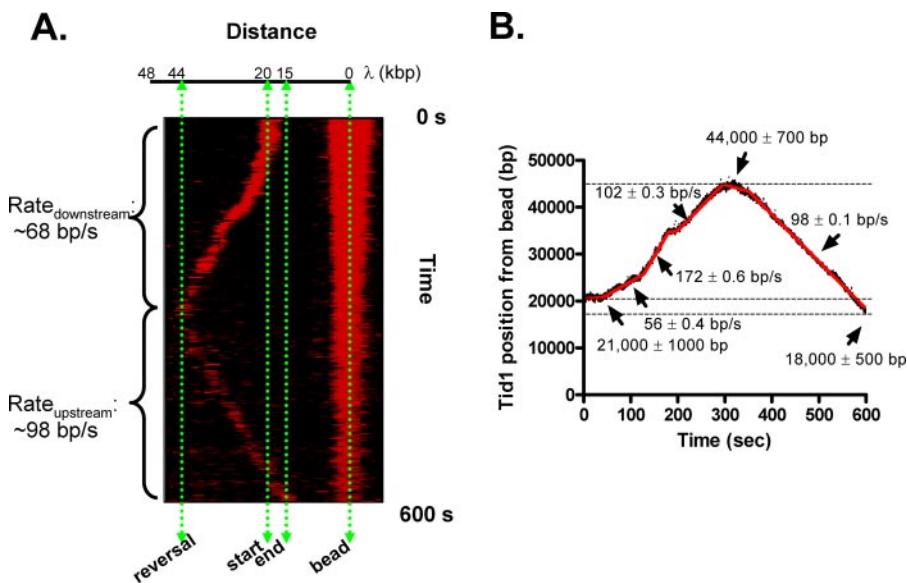 A.
Distance
48 44 20 15 0 λ (kbp)
0 s
Rate downstream:
~68 bp/s
Time
Rate upstream:
~98 bp/s
600 s
reversal
start
end
bead
B.
44,000 ± 700 bp
50000
102 ± 0.3 bp/s
40000
98 ± 0.1 bp/s
30000
172 ± 0.6 bp/s
20000
56 ± 0.4 bp/s
21,000 ± 1000 bp
18,000 ± 500 bp
10000
0
Tid1 position from bead (bp)
0 100 200 300 400 500 600
Time (sec)